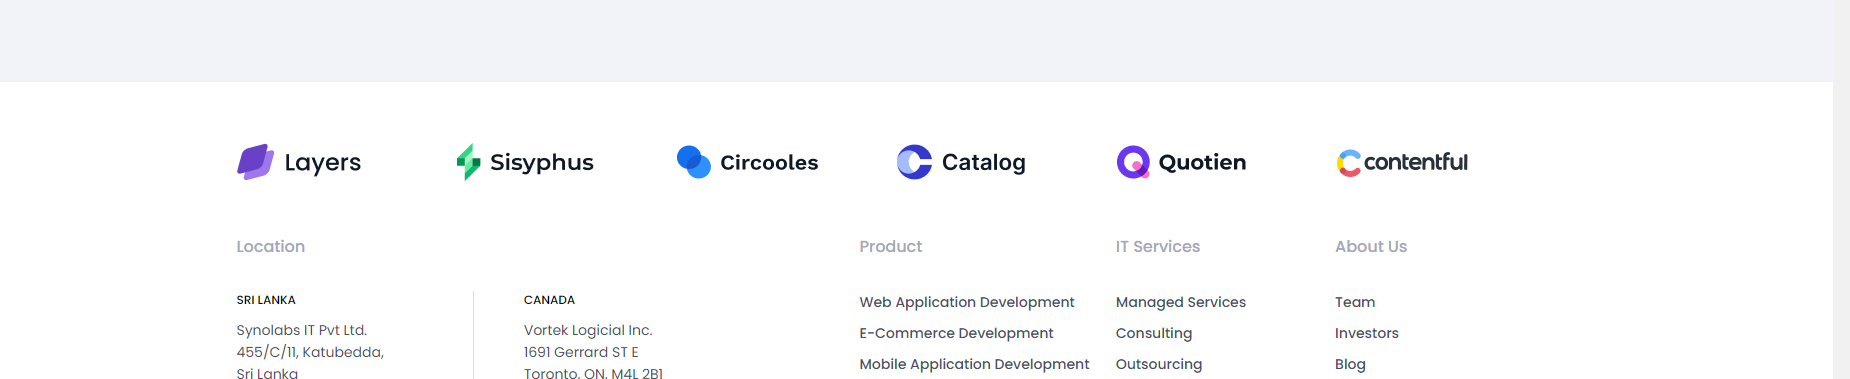 Layers
Sisyphus
Circooles
Catalog
Quotien
contentful
Location
SRI LANKA
Synolabs IT Pvt Ltd.
455/C/11, Katubedda,
Sri Lanka
CANADA
Vortek Logicial Inc.
1691 Gerrard ST E
Toronto, ON, M4L 2B1
Product
Web Application Development
E-Commerce Development
Mobile Application Development
IT Services
Managed Services
Consulting
Outsourcing
About Us
Team
Investors
Blog